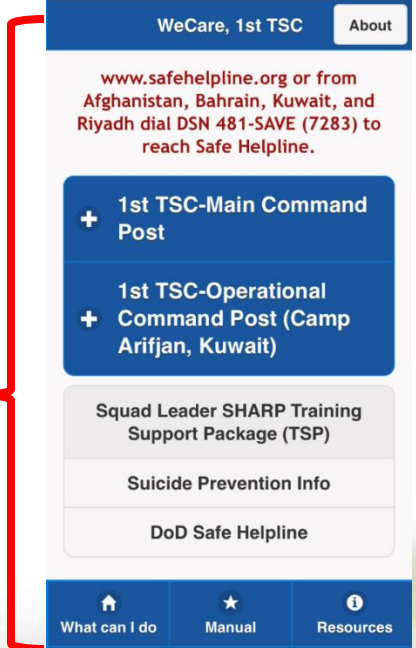 WeCare, 1st TSC
About
www.safehelpline.org or from
Afghanistan, Bahrain, Kuwait, and
Riyadh dial DSN 481-SAVE (7283) to
reach Safe Helpline.
1st TSC-Main Command
Post
1st TSC-Operational
Command Post (Camp
Arifjan, Kuwait)
Squad Leader SHARP Training
Support Package (TSP)
Suicide Prevention Info
DoD Safe Helpline
What can I do
Manual
Resources